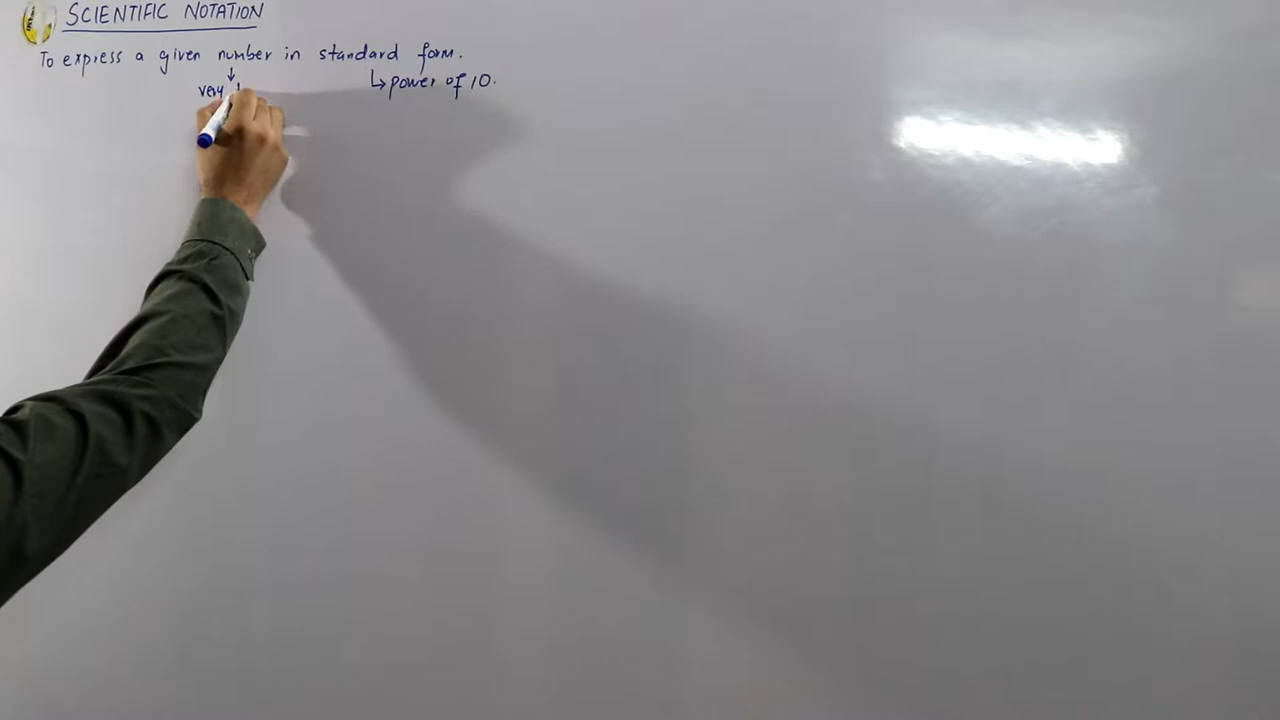 SCIENTIFIC NOTATION
To express a given number in standard form.
↓ ↳ power of 10.
very